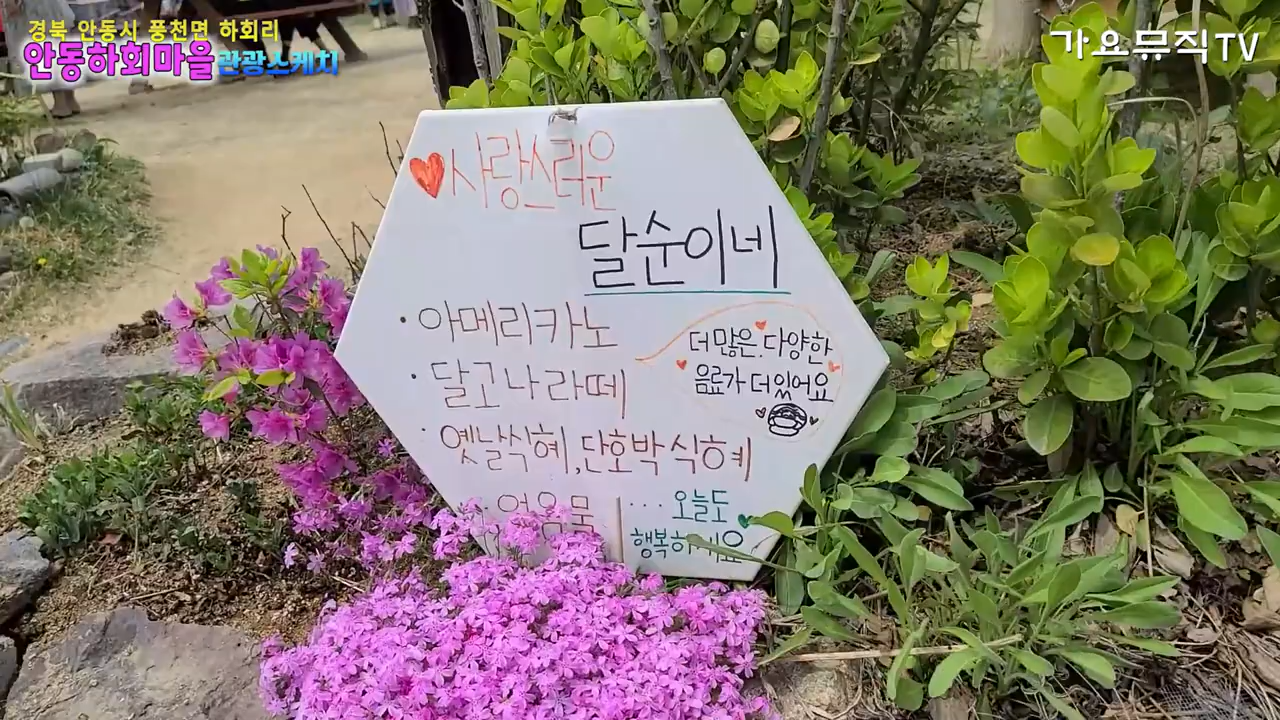 경북 안동시 풍천면 하회리
안동하회마을 관광스케치
가요뮤직TV
사랑스러운
달순이네
· 아메리카노
· 달고나라떼
· 옛날식혜,단호박식혜
더 많은.다양한
음료가 더있어요
... 오늘도